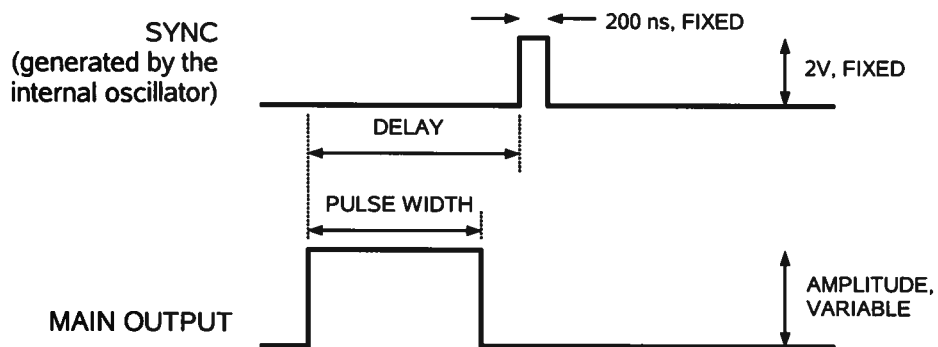 200 ns, FIXED
SYNC
(generated by the
internal oscillator)
2V, FIXED
DELAY
PULSE WIDTH
AMPLITUDE,
VARIABLE
MAIN OUTPUT